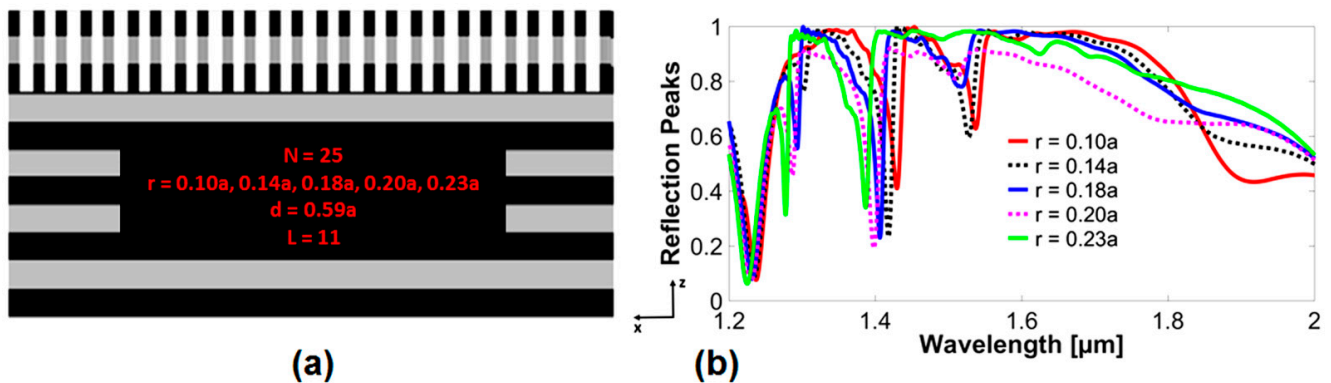 N = 25
r = 0.10a, 0.14a, 0.18a, 0.20a, 0.23a
d = 0.59a
L = 11
z
x
(a)
Reflection Peaks
1
0.8
0.6
0.4
0.2
0
r = 0.10a
r = 0.14a
r = 0.18a
r = 0.20a
r = 0.23a
1.2 1.4 1.6 1.8 2
Wavelength [µm]
(b)